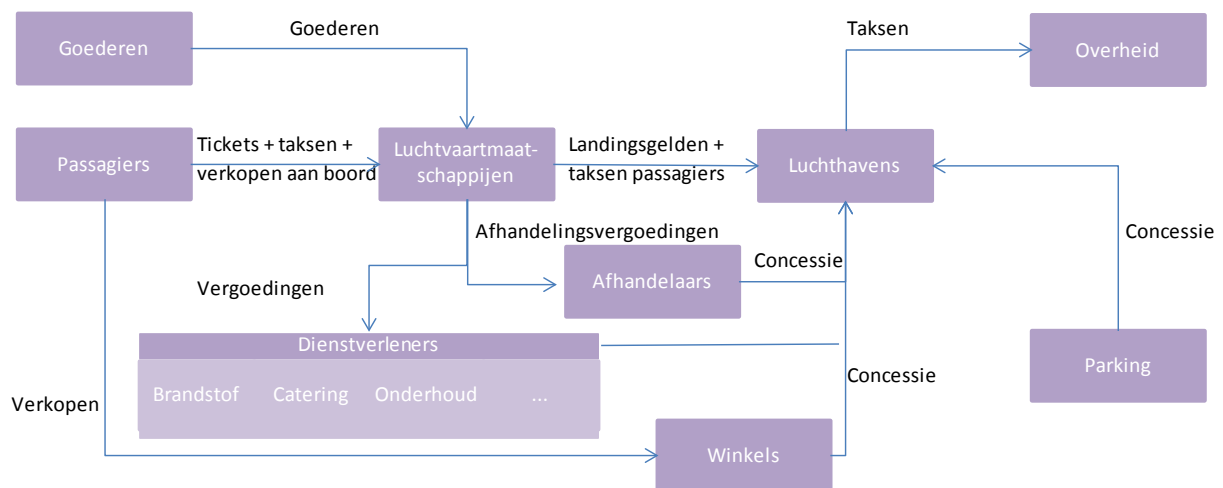 Goederen
Goederen
Taksen
Overheid
Passagiers
Tickets + taksen +
verkopen aan boord
Luchtvaartmaat-
schappijen
Landingsgelden +
taksen passagiers
Luchthavens
Afhandelingsvergoedingen
Concessie
Vergoedingen
Afhandelaars
Concessie
Dienstverleners
Brandstof
Catering
Onderhoud
...
Concessie
Parking
Verkopen
Winkels